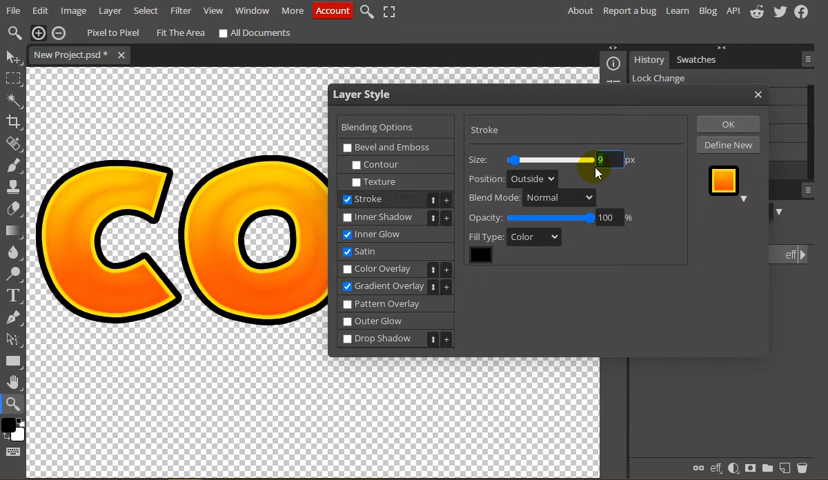 File Edit Image Layer Select Filter View Window More Account About Report a bug Learn Blog API
Pixel to Pixel Fit The Area All Documents
New Project.psd *
History Swatches
Lock Change
Layer Style
Blending Options
Bevel and Emboss
Contour
Texture
Stroke
Inner Shadow
Inner Glow
Satin
Color Overlay
Gradient Overlay
Pattern Overlay
Outer Glow
Drop Shadow
Stroke
Size: 9 px
Position: Outside
Blend Mode: Normal
Opacity: 100 %
Fill Type: Color
OK
Define New
eff
CO
eff